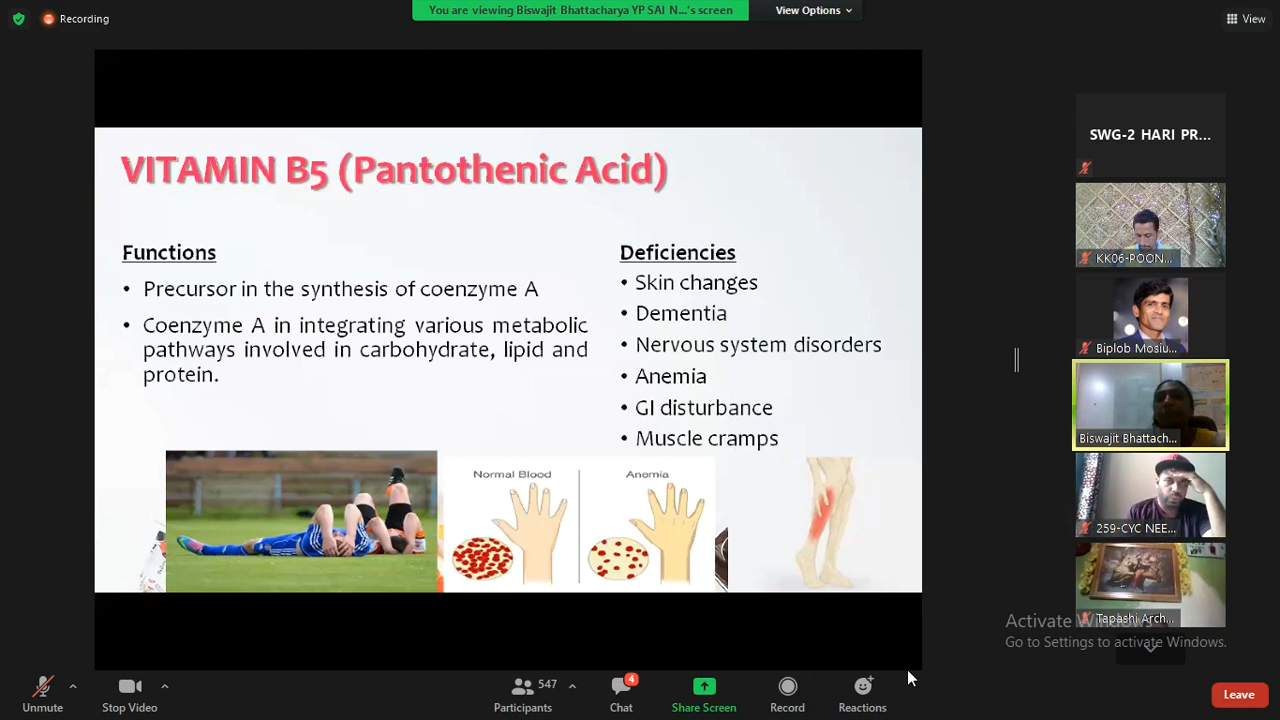 You are viewing Biswajit Bhattacharya YP SAI N...'s screen
View Options
Recording
View
VITAMIN B5 (Pantothenic Acid)
Functions
• Precursor in the synthesis of coenzyme A
• Coenzyme A in integrating various metabolic
pathways involved in carbohydrate, lipid and
protein.
Deficiencies
• Skin changes
• Dementia
• Nervous system disorders
• Anemia
• GI disturbance
• Muscle cramps
Normal Blood
Anemia
SWG-2 HARI PR...
KK06-POON...
Biplob Mosiu...
Biswajit Bhattach...
259-CYC NEE...
Tapashi Arch...
Activate Windows
Go to Settings to activate Windows.
Unmute
Stop Video
547
Participants
4
Chat
Share Screen
Record
Reactions
Leave